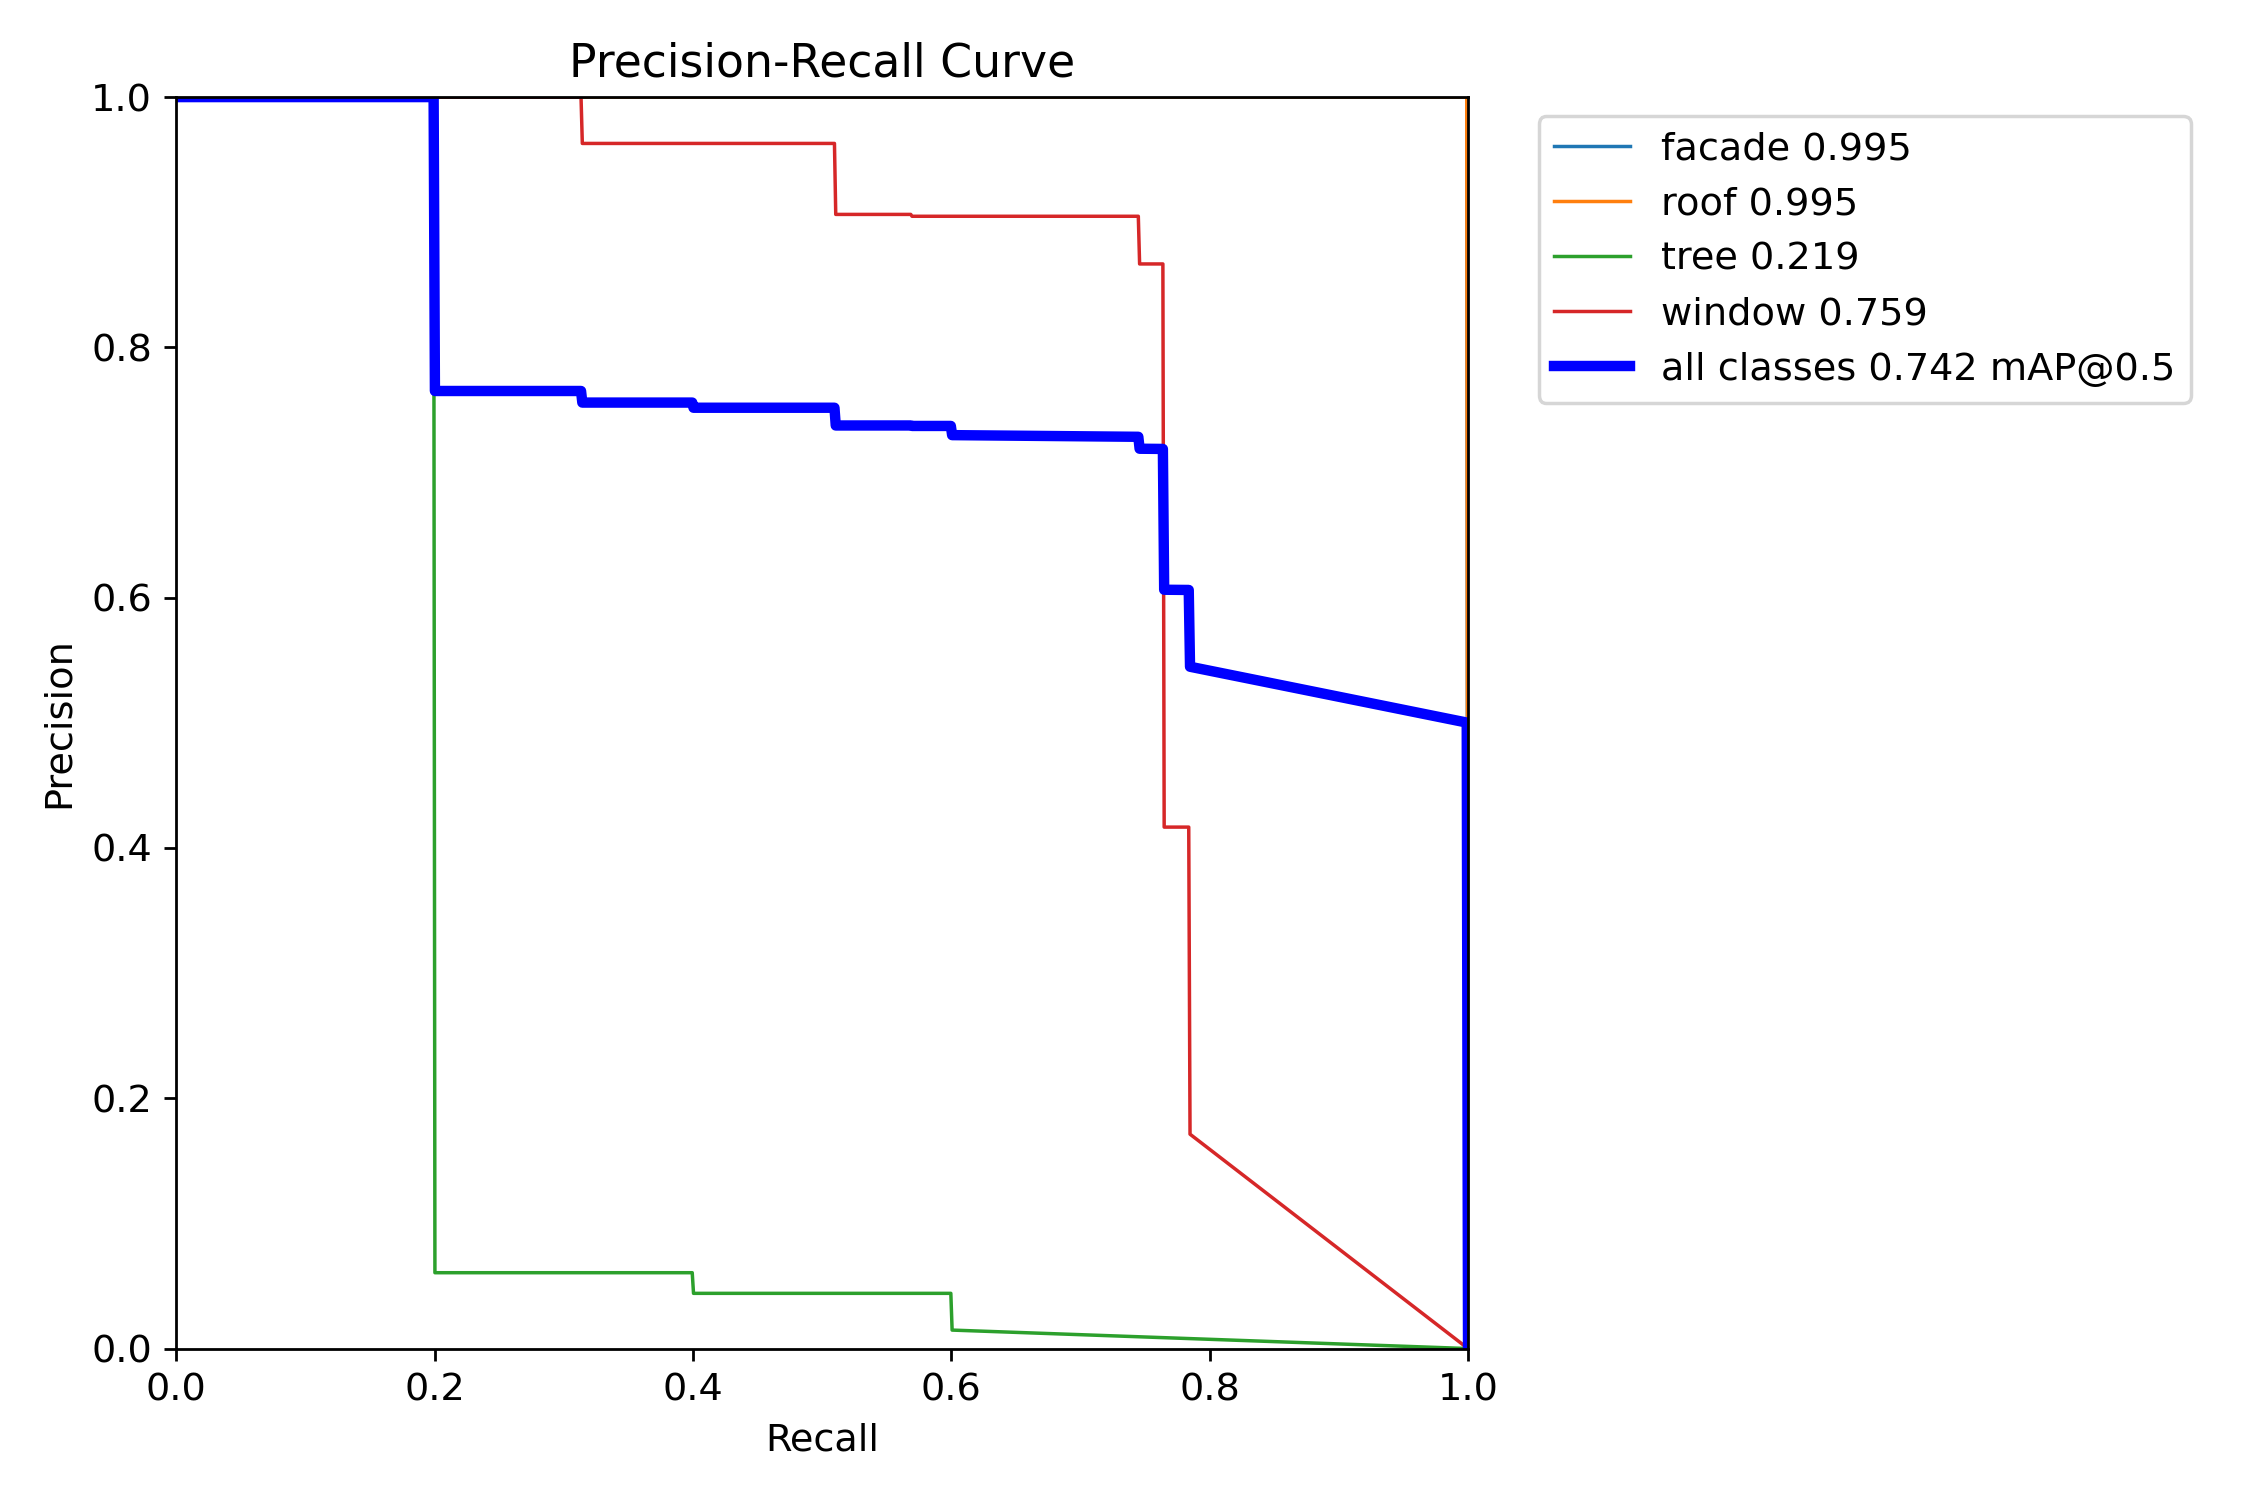 Precision-Recall Curve
1.0
0.8
0.6
0.4
0.2
0.0
Precision
0.0 0.2 0.4 0.6 0.8 1.0
Recall
facade 0.995
roof 0.995
tree 0.219
window 0.759
all classes 0.742 mAP@0.5